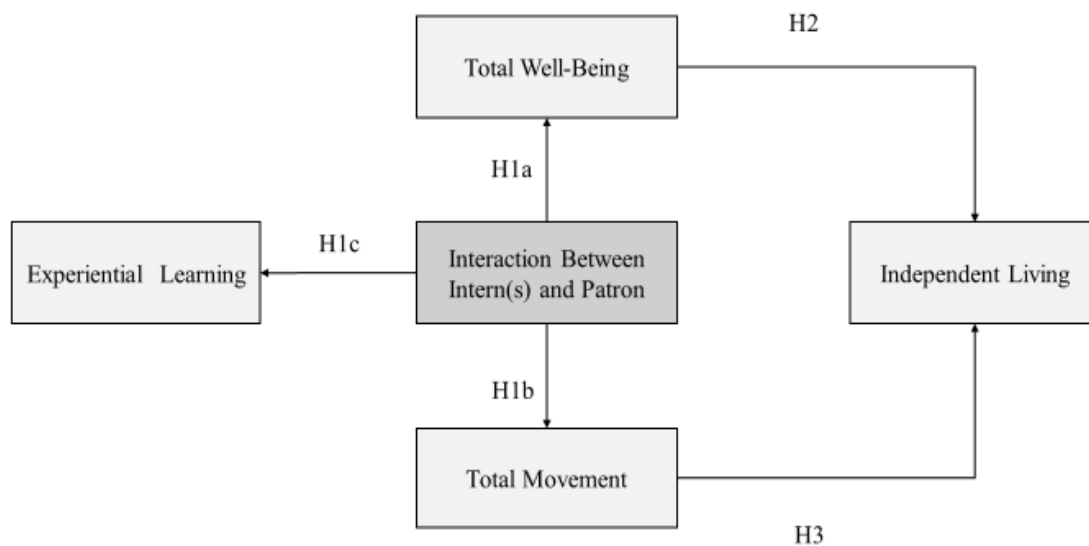 H2
Total Well-Being
H1a
H1c
Experiential Learning
Interaction Between
Intern(s) and Patron
Independent Living
H1b
Total Movement
H3